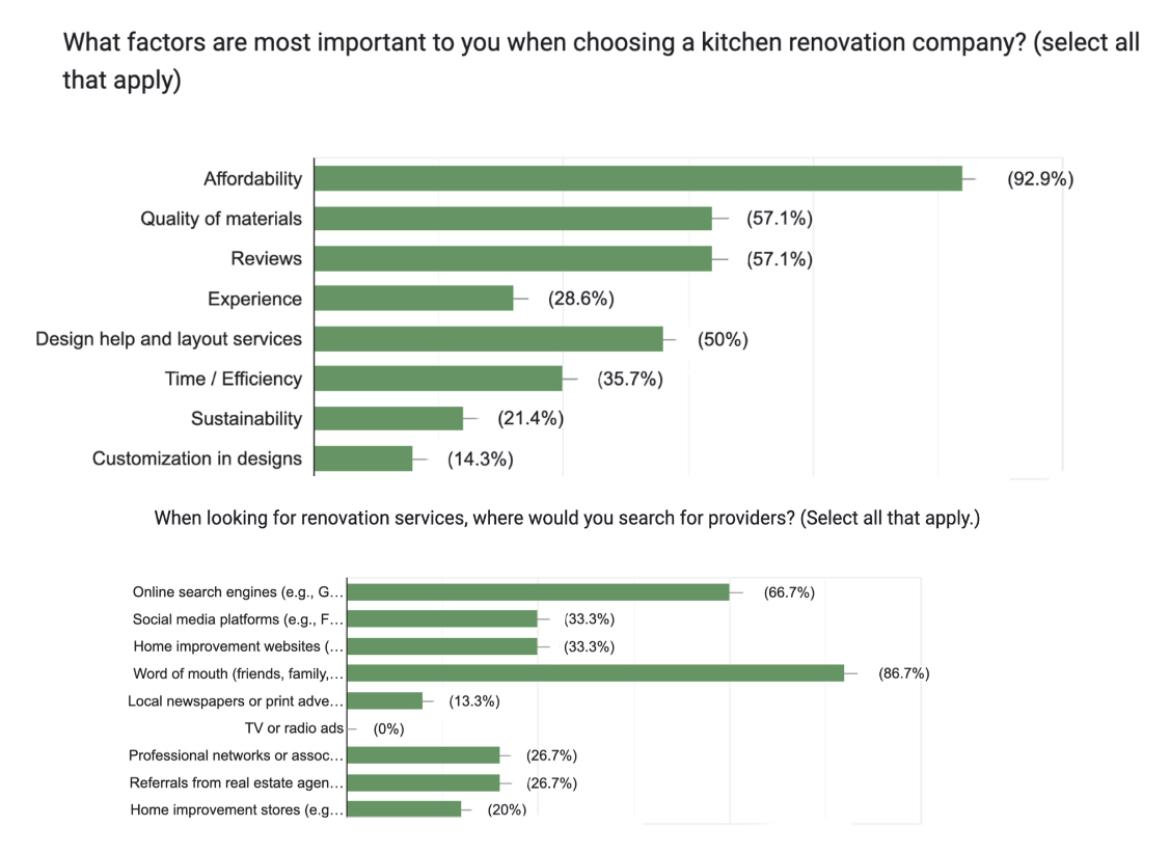 What factors are most important to you when choosing a kitchen renovation company? (select all
that apply)
Affordability (92.9%)
Quality of materials (57.1%)
Reviews (57.1%)
Experience (28.6%)
Design help and layout services (50%)
Time / Efficiency (35.7%)
Sustainability (21.4%)
Customization in designs (14.3%)
When looking for renovation services, where would you search for providers? (Select all that apply.)
Online search engines (e.g., G... (66.7%)
Social media platforms (e.g., F... (33.3%)
Home improvement websites (... (33.3%)
Word of mouth (friends, family,... (86.7%)
Local newspapers or print adve... (13.3%)
TV or radio ads (0%)
Professional networks or assoc... (26.7%)
Referrals from real estate agen... (26.7%)
Home improvement stores (e.g... (20%)